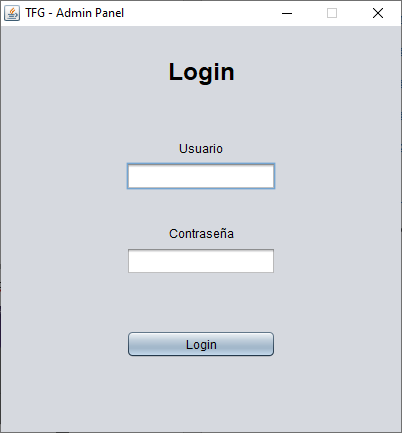 TFG - Admin Panel
Login
Usuario
Contraseña
Login